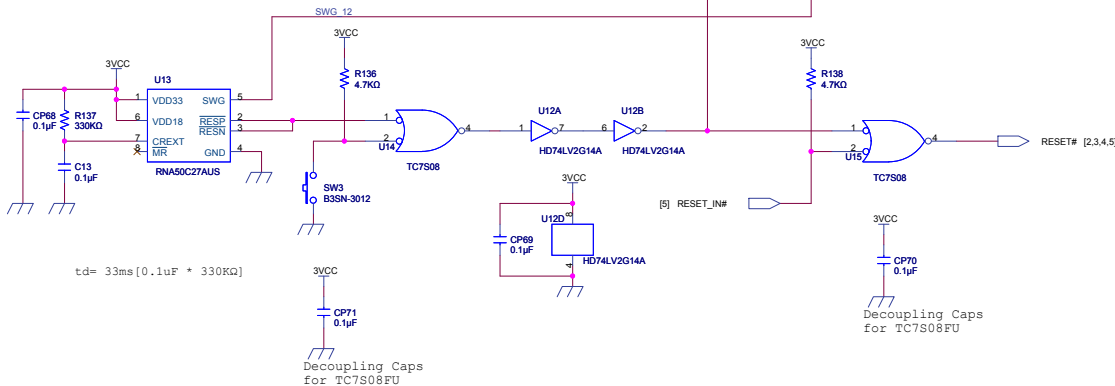 SWG_12
3VCC
3VCC
3VCC
U13
R136
4.7KΩ
R138
4.7KΩ
CP68
0.1µF
R137
330KΩ
1
VDD33
SWG
5
6
VDD18
RESP
2
RESN
3
7
CREXT
8
MR
GND
4
RNA50C27AUS
C13
0.1µF
1
2
U14
4
TC7S08
U12A
1
7
HD74LV2G14A
U12B
6
2
HD74LV2G14A
1
2
U15
4
TC7S08
RESET# [2,3,4,5]
SW3
B3SN-3012
3VCC
U12D
8
4
HD74LV2G14A
CP69
0.1µF
[5] RESET_IN#
3VCC
CP70
0.1µF
Decoupling Caps
for TC7S08FU
td= 33ms[0.1uF * 330KΩ]
3VCC
CP71
0.1µF
Decoupling Caps
for TC7S08FU